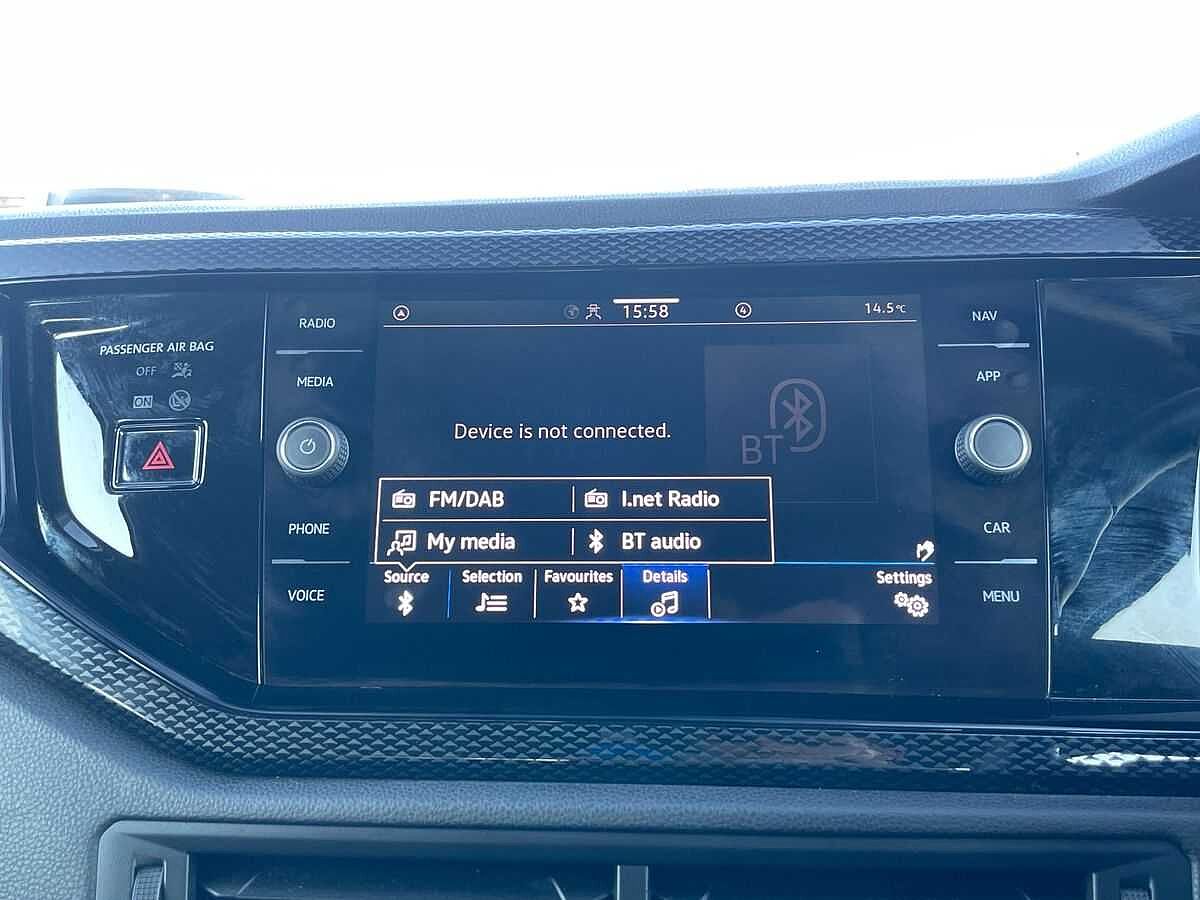 PASSENGER AIR BAG
OFF
ON
RADIO
MEDIA
PHONE
VOICE
15:58
4
14.5°C
Device is not connected.
BT
FM/DAB
I.net Radio
My media
BT audio
Source
Selection
Favourites
Details
Settings
NAV
APP
CAR
MENU